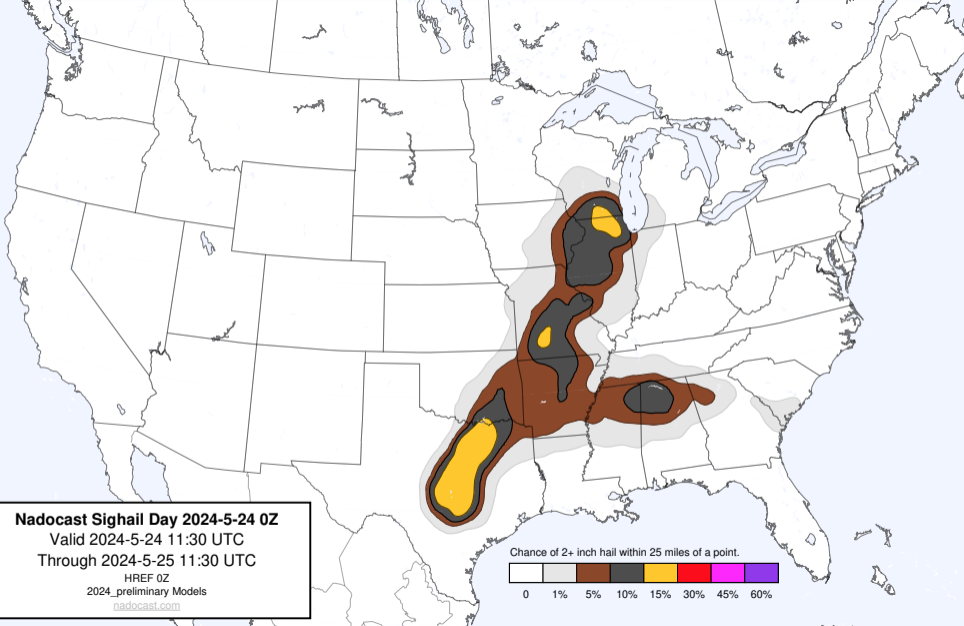 Nadocast Sighail Day 2024-5-24 0Z
Valid 2024-5-24 11:30 UTC
Through 2024-5-25 11:30 UTC
HREF 0Z
2024_preliminary Models
nadocast.com
Chance of 2+ inch hail within 25 miles of a point.
0 1% 5% 10% 15% 30% 45% 60%